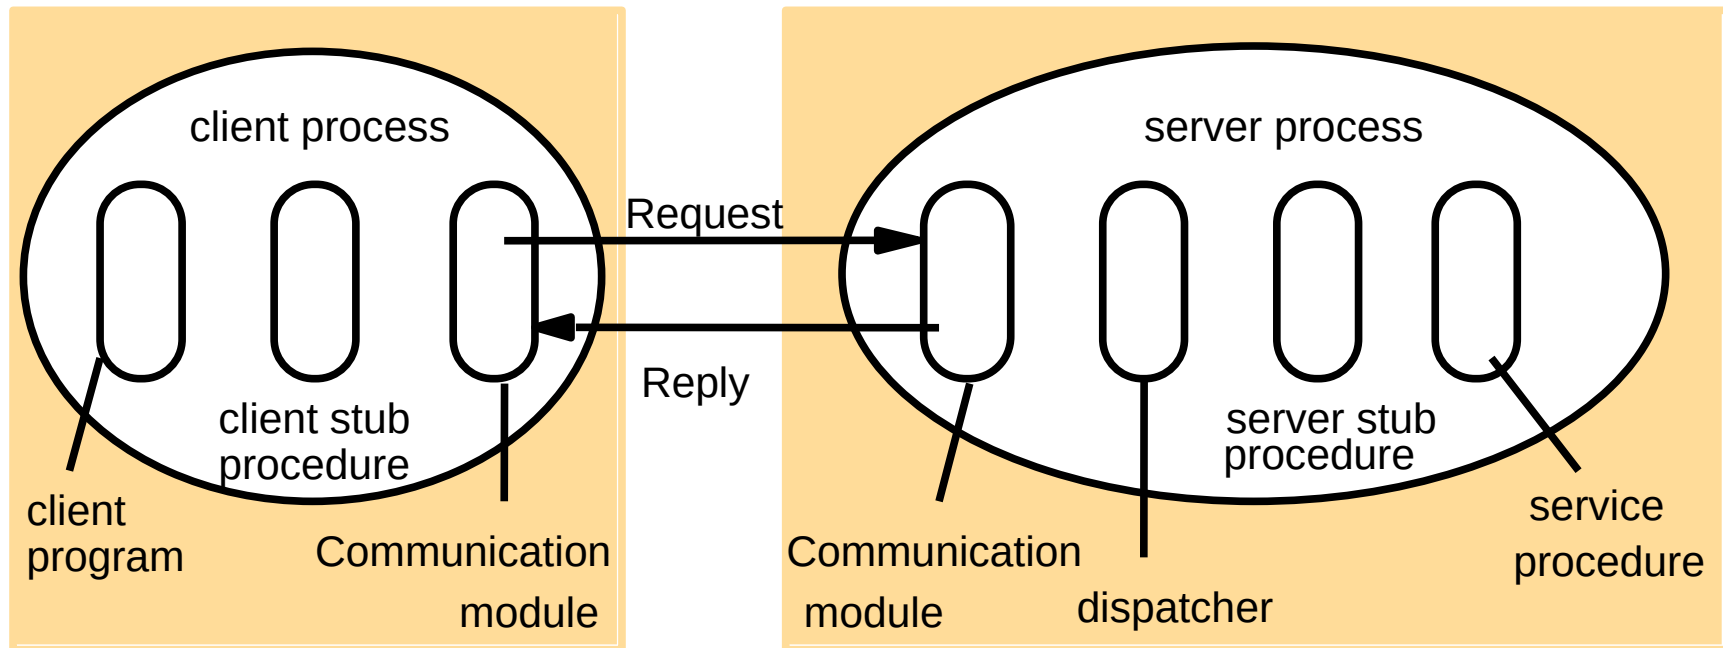 client process
server process
Request
Reply
client stub
procedure
server stub
procedure
client
program
Communication
module
Communication
module
dispatcher
service
procedure